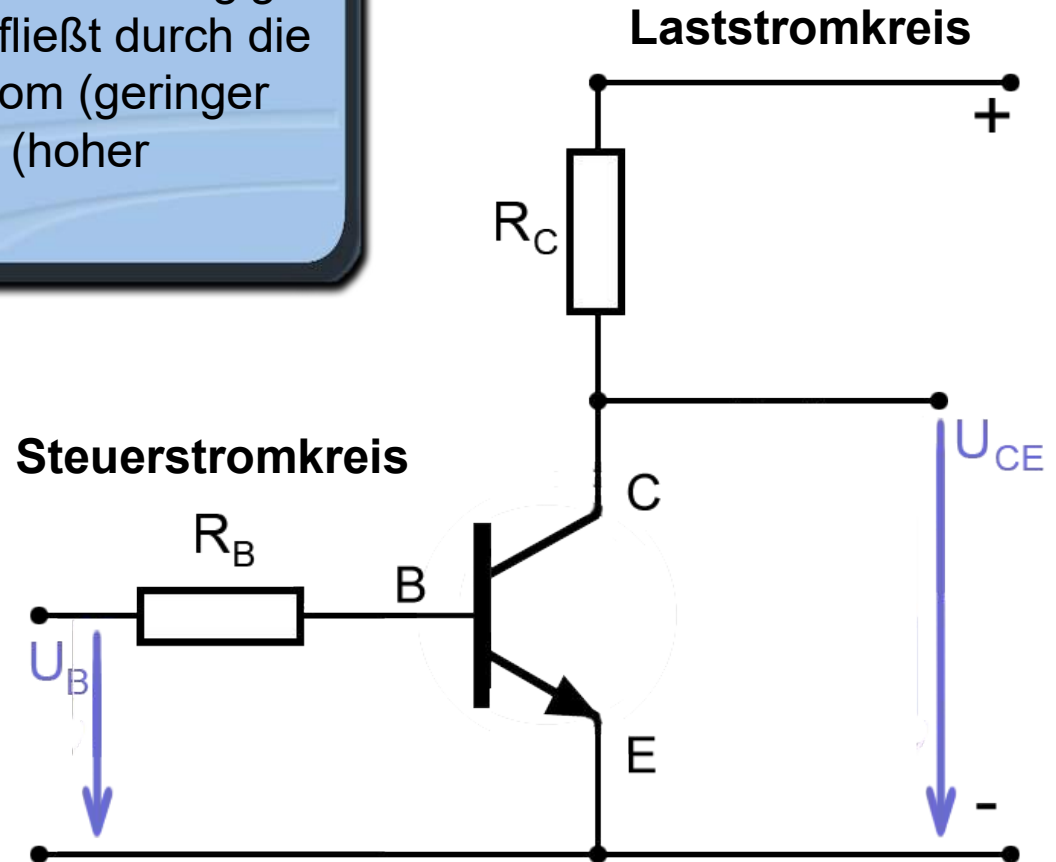 fließt durch die
om (geringer
(hoher
Laststromkreis
+
R_C
U_CE
Steuerstromkreis
C
R_B
B
U_B
E
-